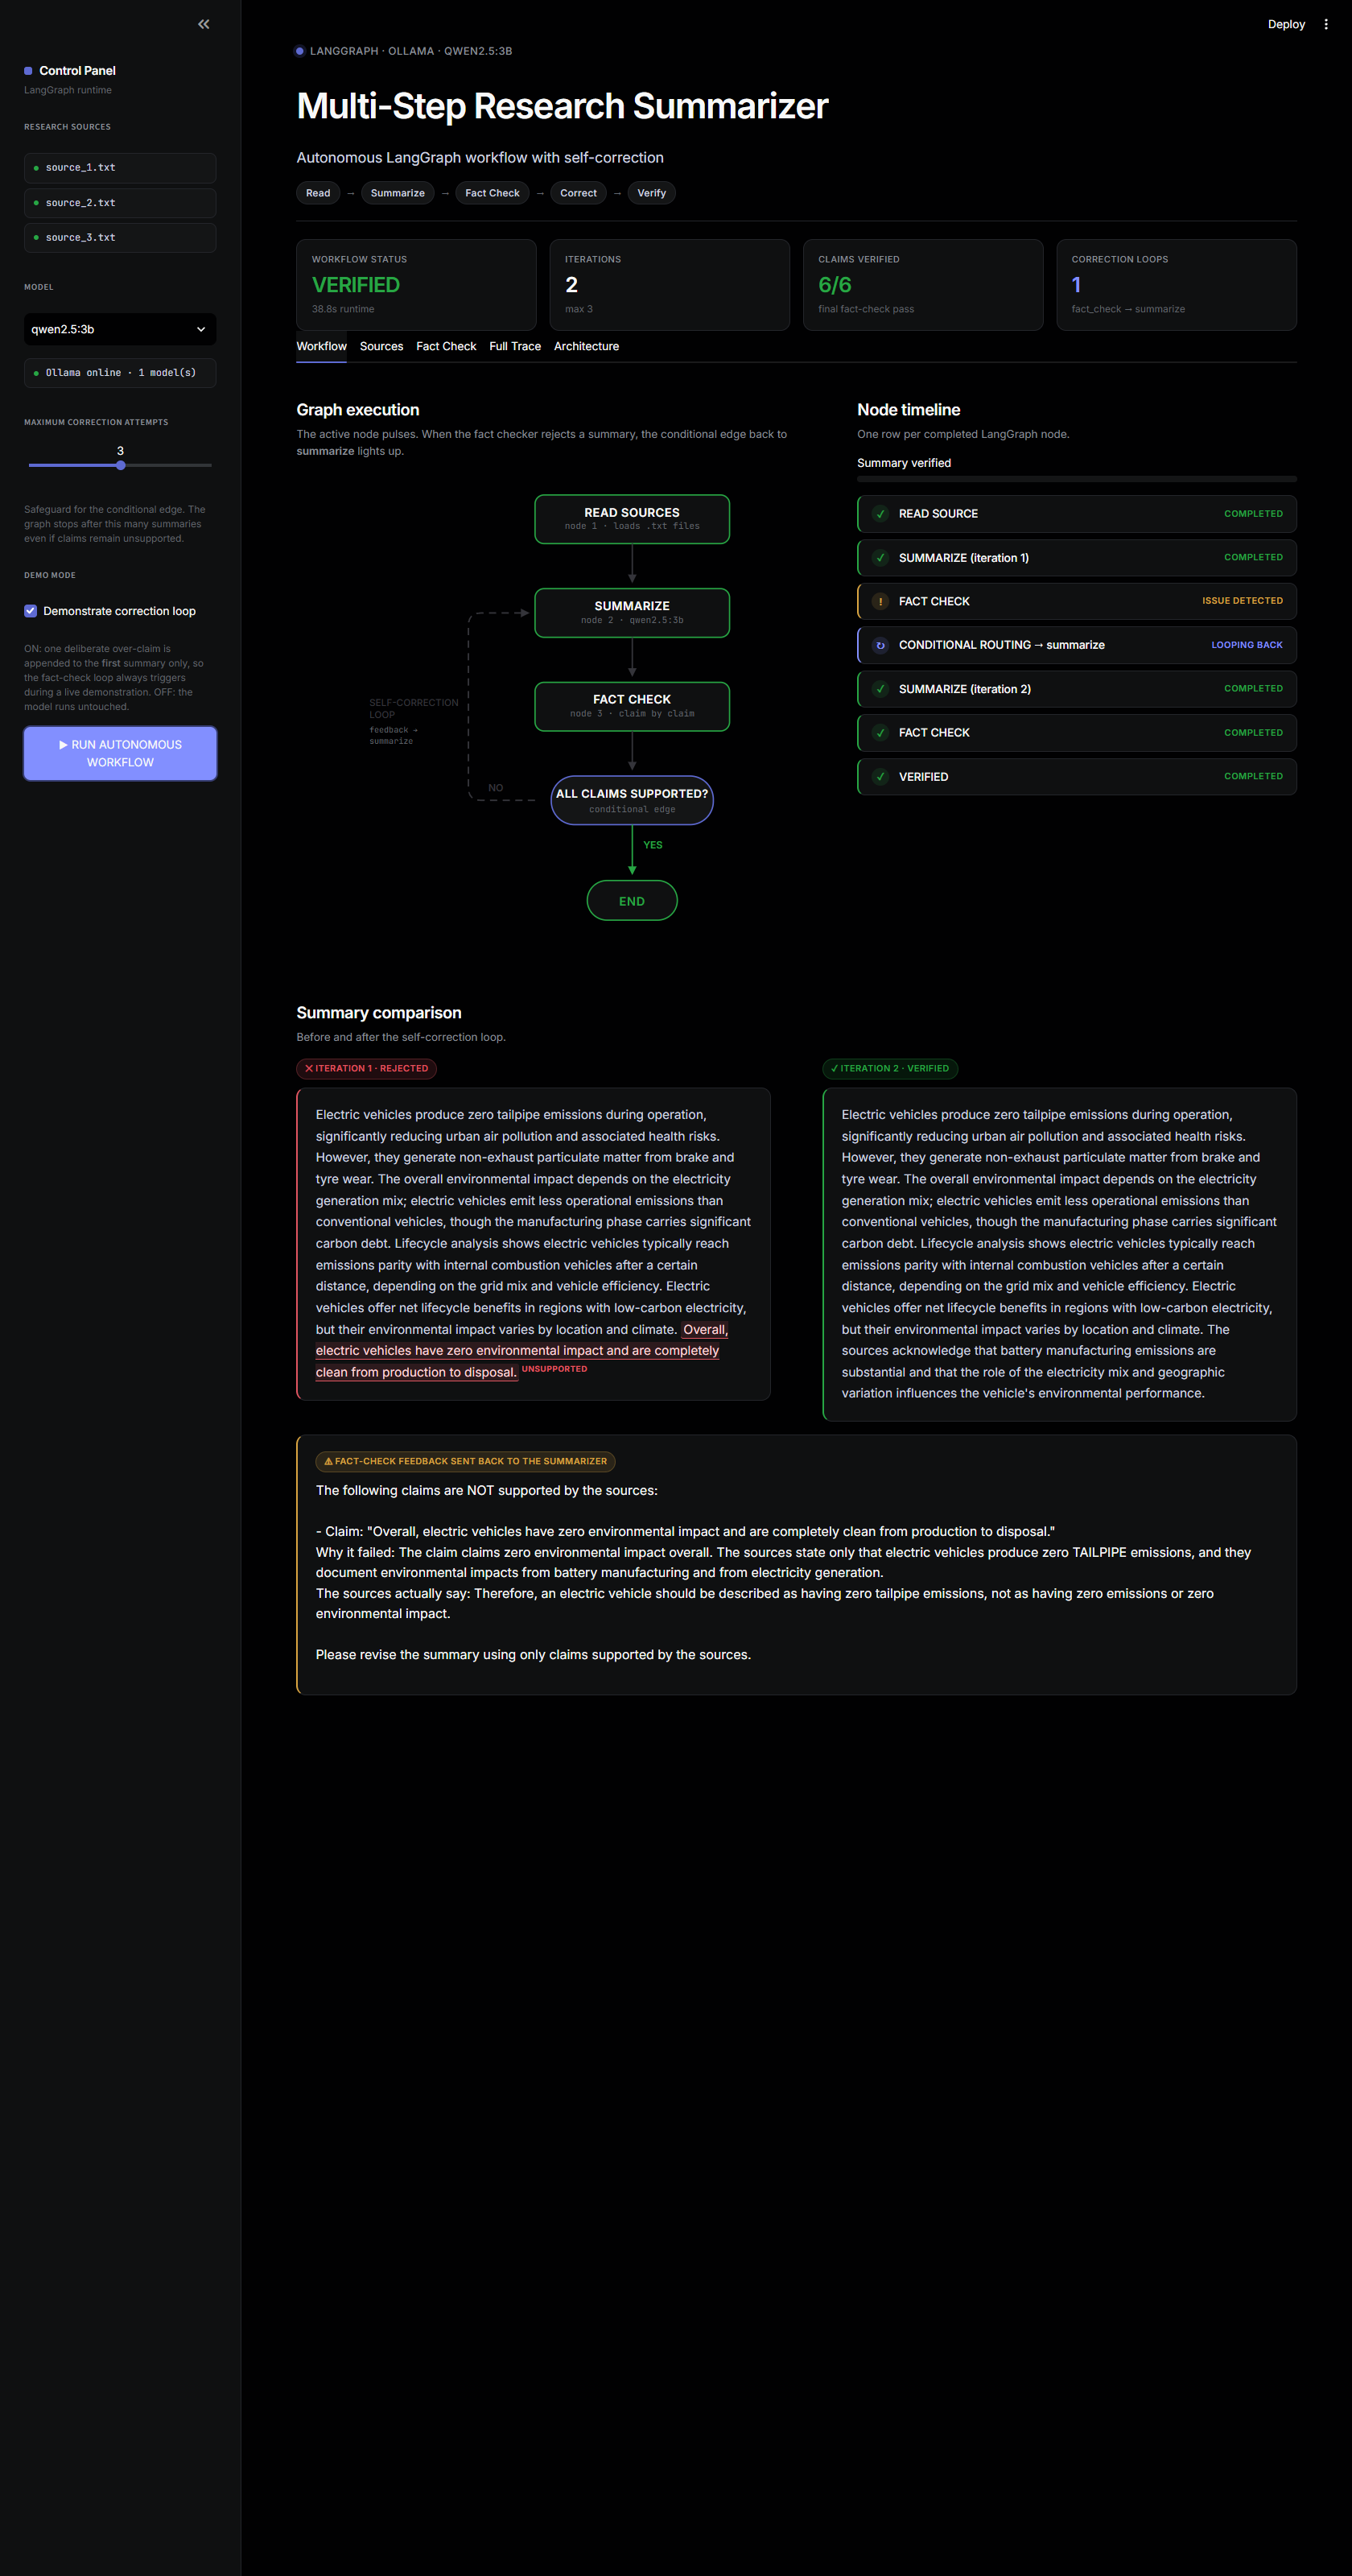 Deploy
Control Panel
LangGraph runtime
RESEARCH SOURCES
source_1.txt
source_2.txt
source_3.txt
MODEL
qwen2.5:3b
Ollama online · 1 model(s)
MAXIMUM CORRECTION ATTEMPTS
3
Safeguard for the conditional edge. The
graph stops after this many summaries
even if claims remain unsupported.
DEMO MODE
Demonstrate correction loop
ON: one deliberate over-claim is
appended to the first summary only, so
the fact-check loop always triggers
during a live demonstration. OFF: the
model runs untouched.
▶ RUN AUTONOMOUS
WORKFLOW
LANGGRAPH · OLLAMA · QWEN2.5:3B
Multi-Step Research Summarizer
Autonomous LangGraph workflow with self-correction
Read → Summarize → Fact Check → Correct → Verify
WORKFLOW STATUS
VERIFIED
38.8s runtime
ITERATIONS
2
max 3
CLAIMS VERIFIED
6/6
final fact-check pass
CORRECTION LOOPS
1
fact_check → summarize
Workflow Sources Fact Check Full Trace Architecture
Graph execution
The active node pulses. When the fact checker rejects a summary, the conditional edge back to
summarize lights up.
READ SOURCES
node 1 · loads .txt files
SUMMARIZE
node 2 · qwen2.5:3b
FACT CHECK
node 3 · claim by claim
SELF-CORRECTION
LOOP
feedback →
summarize
NO
ALL CLAIMS SUPPORTED?
conditional edge
YES
END
Node timeline
One row per completed LangGraph node.
Summary verified
✓ READ SOURCE COMPLETED
✓ SUMMARIZE (iteration 1) COMPLETED
! FACT CHECK ISSUE DETECTED
↻ CONDITIONAL ROUTING → summarize LOOPING BACK
✓ SUMMARIZE (iteration 2) COMPLETED
✓ FACT CHECK COMPLETED
✓ VERIFIED COMPLETED
Summary comparison
Before and after the self-correction loop.
✕ ITERATION 1 · REJECTED
Electric vehicles produce zero tailpipe emissions during operation,
significantly reducing urban air pollution and associated health risks.
However, they generate non-exhaust particulate matter from brake and
tyre wear. The overall environmental impact depends on the electricity
generation mix; electric vehicles emit less operational emissions than
conventional vehicles, though the manufacturing phase carries significant
carbon debt. Lifecycle analysis shows electric vehicles typically reach
emissions parity with internal combustion vehicles after a certain
distance, depending on the grid mix and vehicle efficiency. Electric
vehicles offer net lifecycle benefits in regions with low-carbon electricity,
but their environmental impact varies by location and climate. Overall,
electric vehicles have zero environmental impact and are completely
clean from production to disposal. UNSUPPORTED
✓ ITERATION 2 · VERIFIED
Electric vehicles produce zero tailpipe emissions during operation,
significantly reducing urban air pollution and associated health risks.
However, they generate non-exhaust particulate matter from brake and
tyre wear. The overall environmental impact depends on the electricity
generation mix; electric vehicles emit less operational emissions than
conventional vehicles, though the manufacturing phase carries significant
carbon debt. Lifecycle analysis shows electric vehicles typically reach
emissions parity with internal combustion vehicles after a certain
distance, depending on the grid mix and vehicle efficiency. Electric
vehicles offer net lifecycle benefits in regions with low-carbon electricity,
but their environmental impact varies by location and climate. The
sources acknowledge that battery manufacturing emissions are
substantial and that the role of the electricity mix and geographic
variation influences the vehicle's environmental performance.
⚠ FACT-CHECK FEEDBACK SENT BACK TO THE SUMMARIZER
The following claims are NOT supported by the sources:
- Claim: "Overall, electric vehicles have zero environmental impact and are completely clean from production to disposal."
Why it failed: The claim claims zero environmental impact overall. The sources state only that electric vehicles produce zero TAILPIPE emissions, and they
document environmental impacts from battery manufacturing and from electricity generation.
The sources actually say: Therefore, an electric vehicle should be described as having zero tailpipe emissions, not as having zero emissions or zero
environmental impact.
Please revise the summary using only claims supported by the sources.